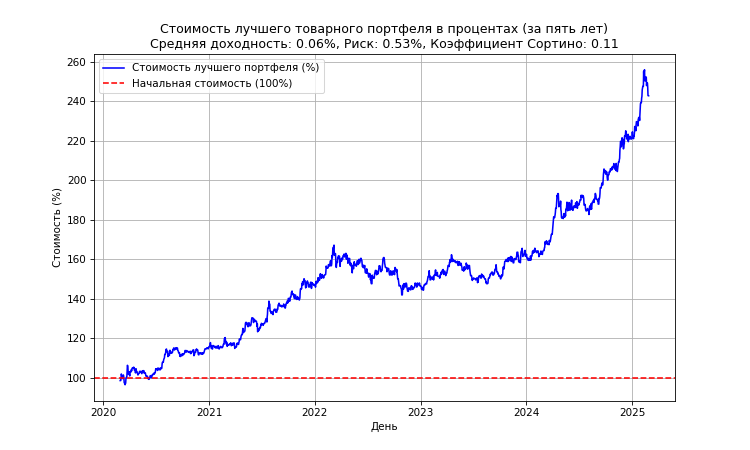 Стоимость лучшего товарного портфеля в процентах (за пять лет)
Средняя доходность: 0.06%, Риск: 0.53%, Коэффициент Сортино: 0.11
Стоимость лучшего портфеля (%)
Начальная стоимость (100%)
Стоимость (%)
260
240
220
200
180
160
140
120
100
2020
2021
2022
2023
2024
2025
День